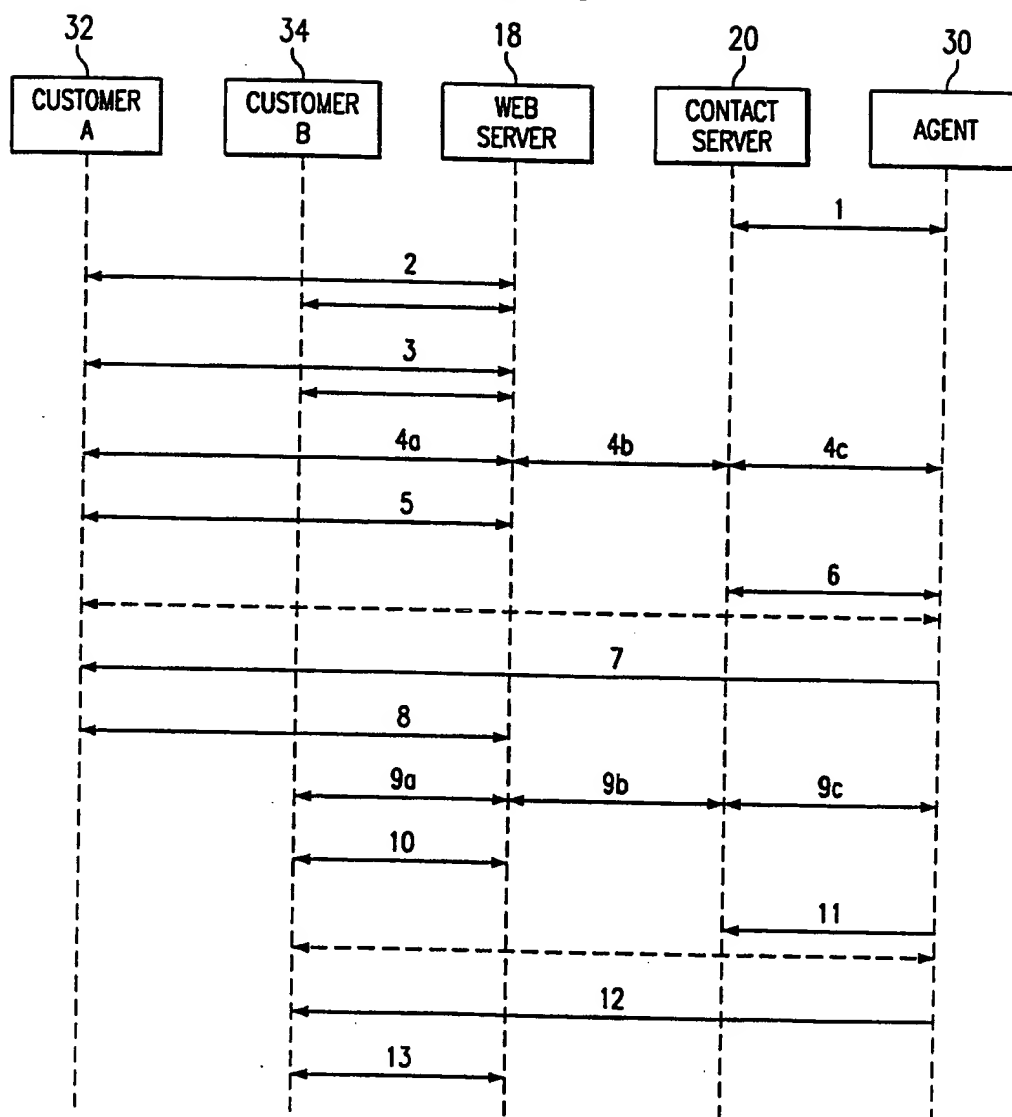 32 34 18 20 30
CUSTOMER A
CUSTOMER B
WEB SERVER
CONTACT SERVER
AGENT
1
2
3
4a 4b 4c
5
6
7
8
9a 9b 9c
10
11
12
13